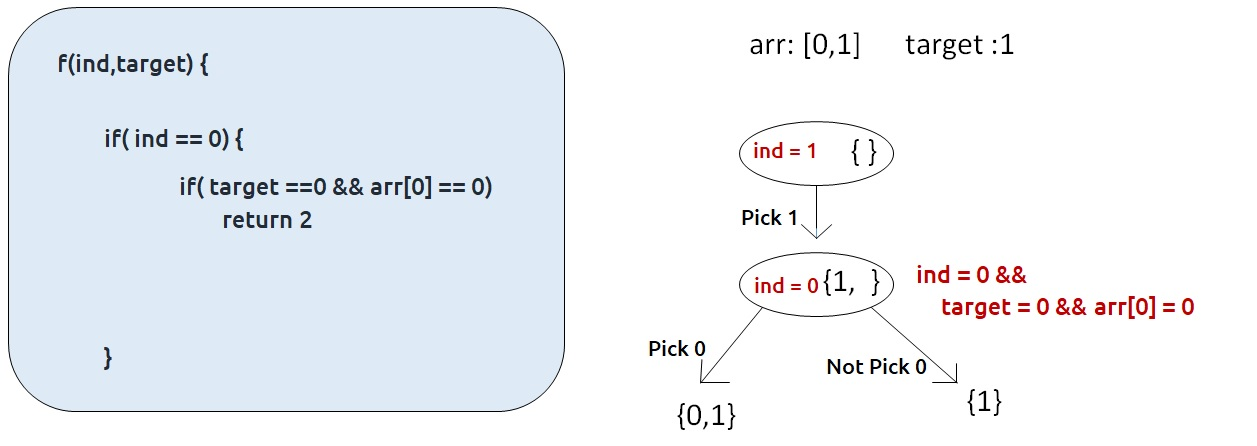 f(ind,target) {
if( ind == 0) {
if( target ==0 && arr[0] == 0)
return 2
}
arr: [0,1] target :1
ind = 1 { }
Pick 1
ind = 0 {1, }
ind = 0 &&
target = 0 && arr[0] = 0
Pick 0
Not Pick 0
{0,1}
{1}